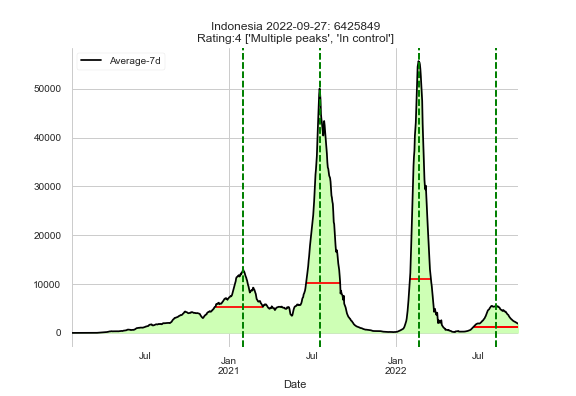 Indonesia 2022-09-27: 6425849
Rating:4 ['Multiple peaks', 'In control']
Average-7d
50000
40000
30000
20000
10000
0
Jul
Jan
2021
Jul
Jan
2022
Jul
Date